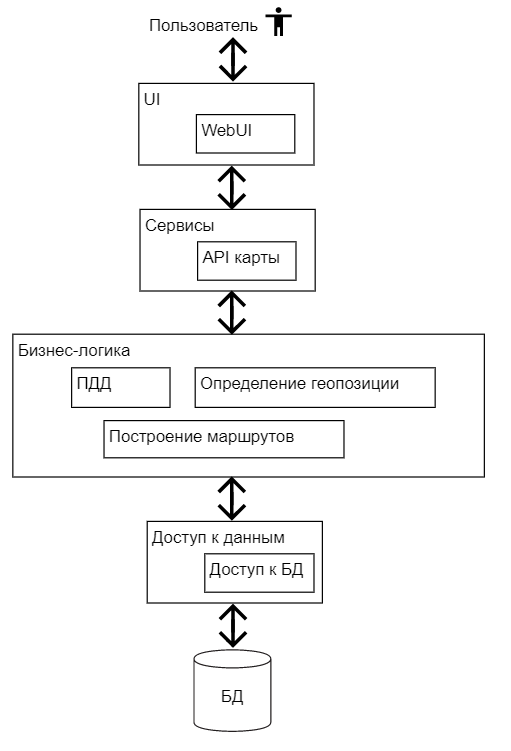 Пользователь
UI
WebUI
Сервисы
API карты
Бизнес-логика
ПДД
Определение геопозиции
Построение маршрутов
Доступ к данным
Доступ к БД
БД